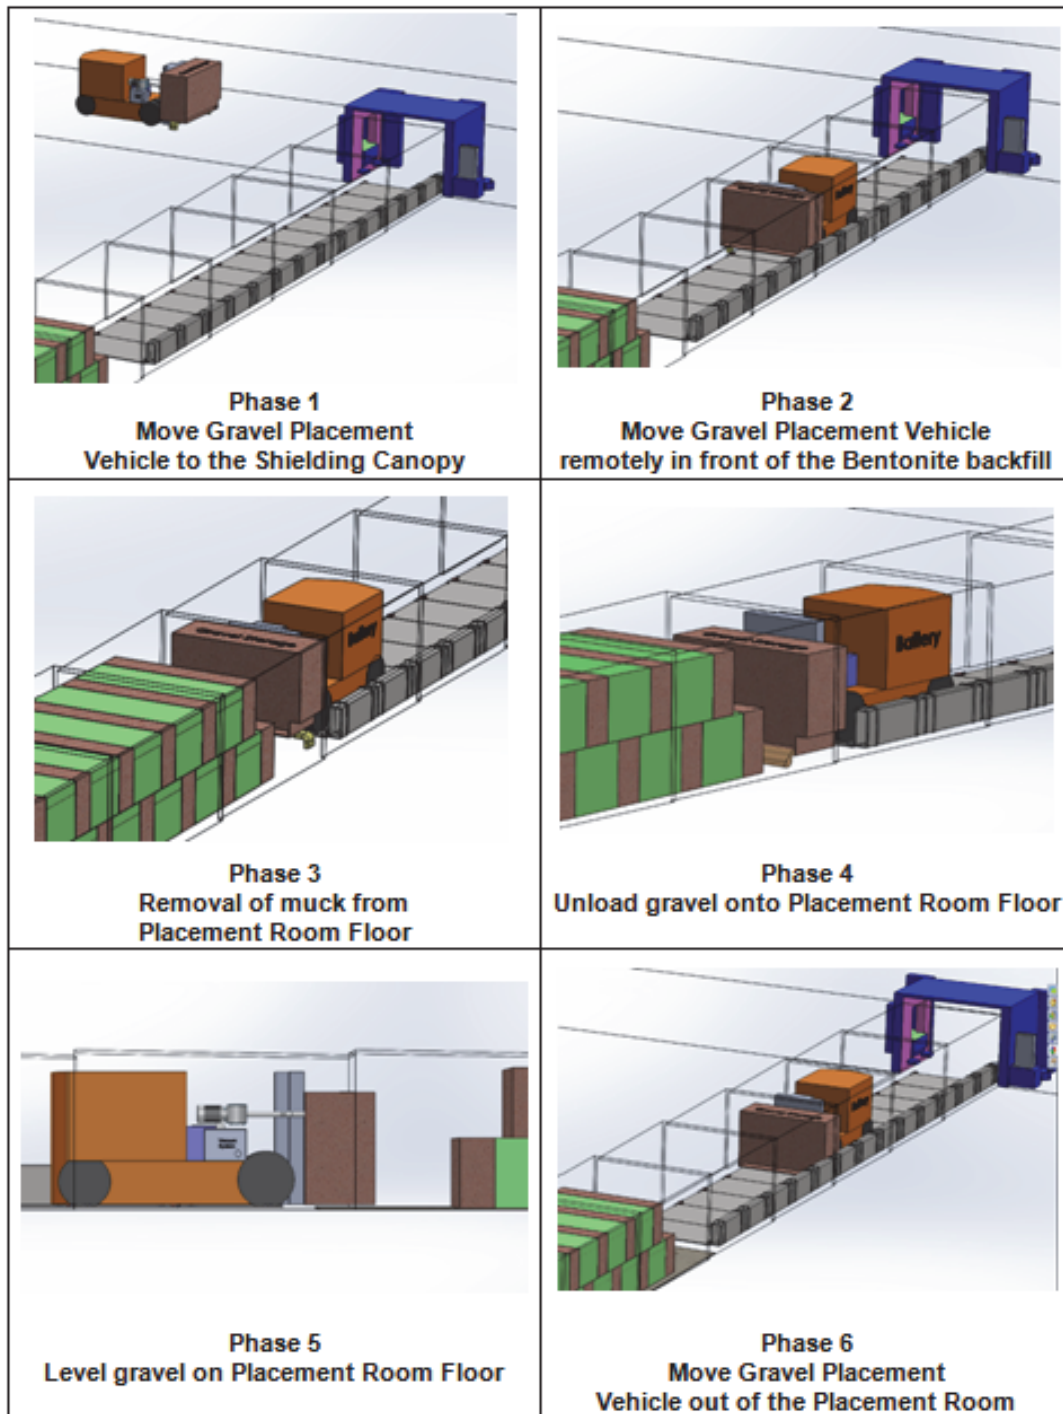 Phase 1
Move Gravel Placement
Vehicle to the Shielding Canopy
Battery
Phase 2
Move Gravel Placement Vehicle
remotely in front of the Bentonite backfill
Battery
Phase 3
Removal of muck from
Placement Room Floor
Battery
Phase 4
Unload gravel onto Placement Room Floor
Phase 5
Level gravel on Placement Room Floor
Phase 6
Move Gravel Placement
Vehicle out of the Placement Room